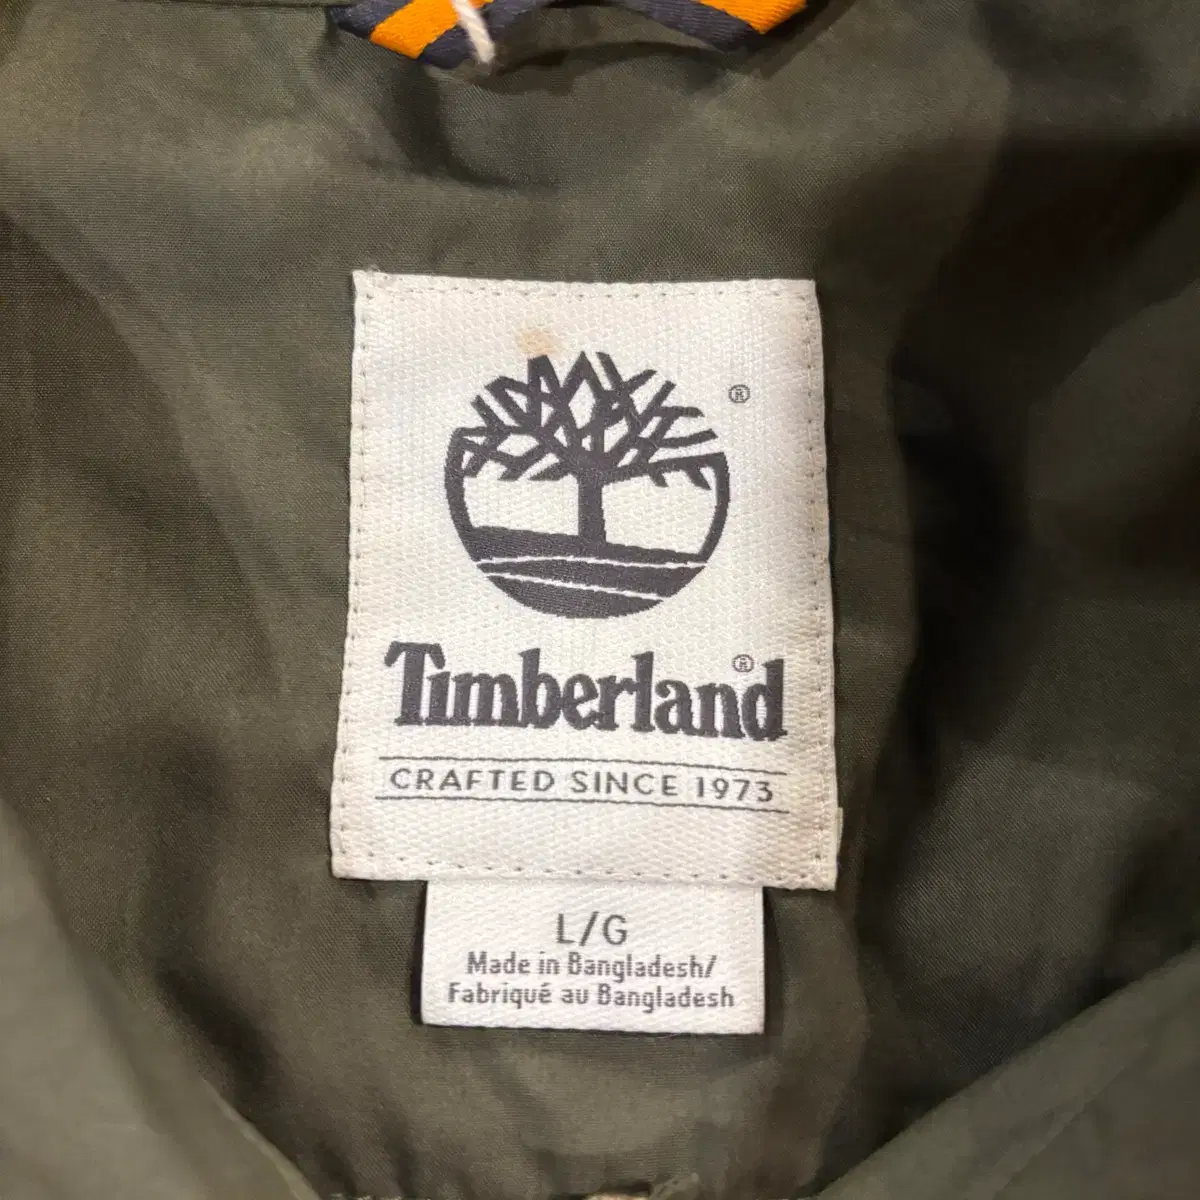 ®
Timberland®
CRAFTED SINCE 1973
L/G
Made in Bangladesh/
Fabriqué au Bangladesh